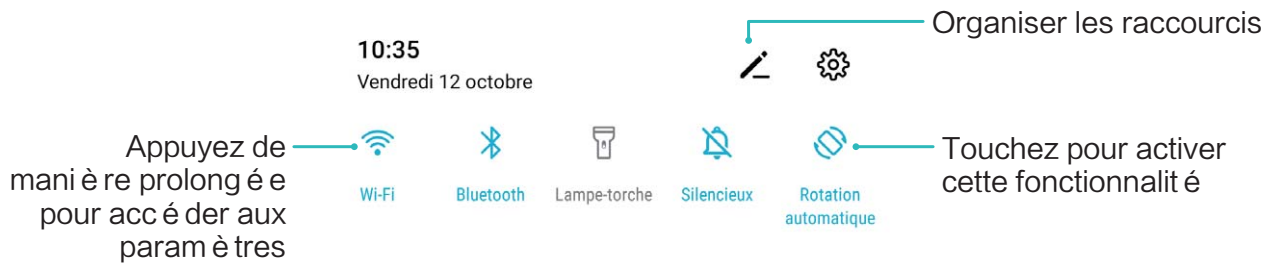 Organiser les raccourcis
10:35
Vendredi 12 octobre
Appuyez de
mani è re prolong é e
pour acc é der aux
param è tres
Wi-Fi
Bluetooth
Lampe-torche
Silencieux
Rotation
automatique
Touchez pour activer
cette fonctionnalit é